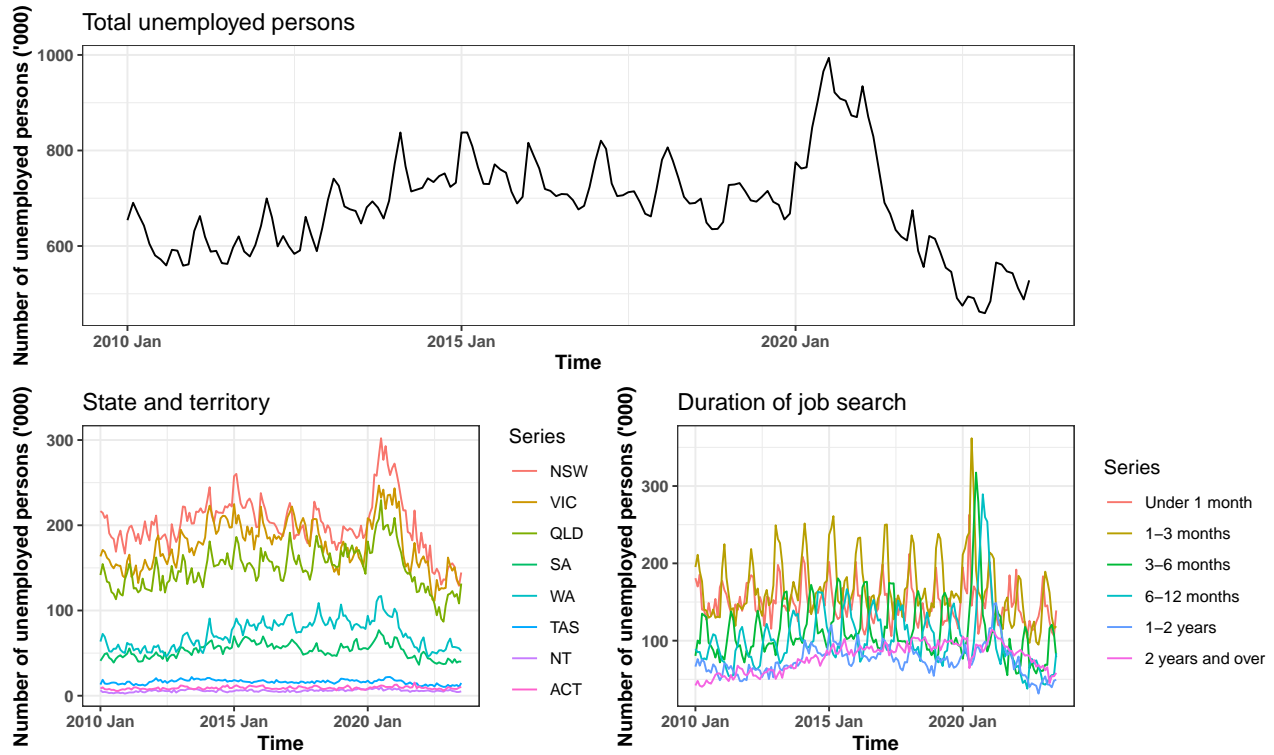 Total unemployed persons
Number of unemployed persons ('000)
1000
800
600
2010 Jan
2015 Jan
2020 Jan
Time
State and territory
Number of unemployed persons ('000)
300
200
100
0
2010 Jan
2015 Jan
2020 Jan
Time
Series
NSW
VIC
QLD
SA
WA
TAS
NT
ACT
Duration of job search
Number of unemployed persons ('000)
300
200
100
2010 Jan
2015 Jan
2020 Jan
Time
Series
Under 1 month
1–3 months
3–6 months
6–12 months
1–2 years
2 years and over